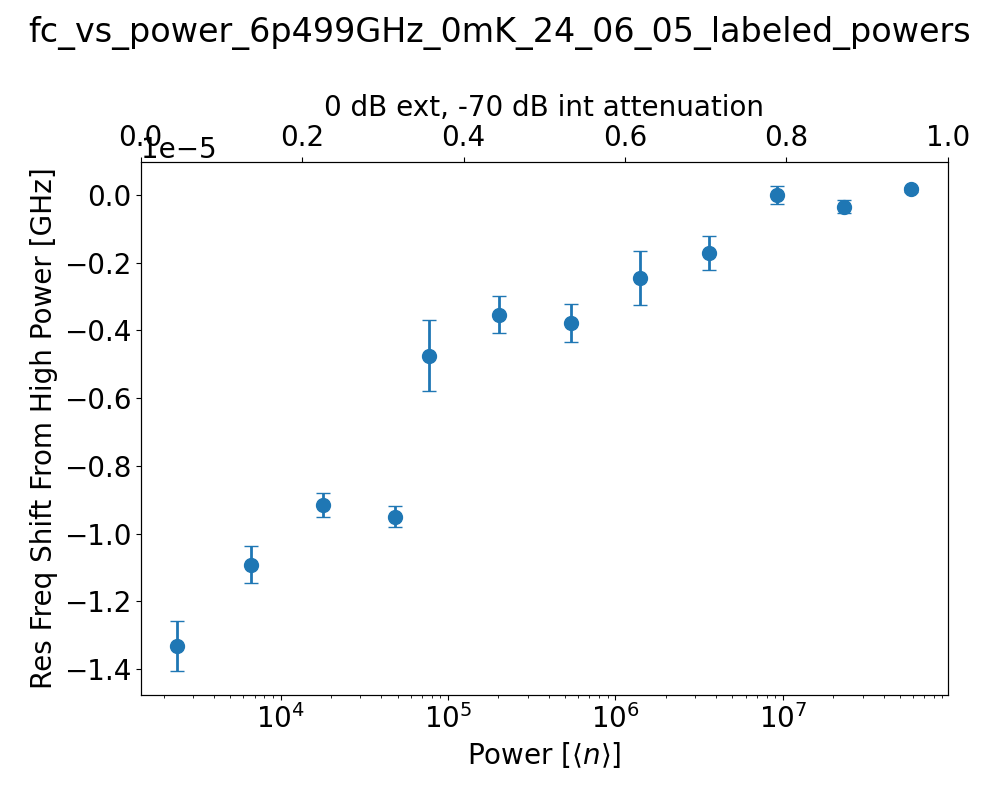 fc_vs_power_6p499GHz_0mK_24_06_05_labeled_powers
0 dB ext, -70 dB int attenuation
0.0 0.2 0.4 0.6 0.8 1.0
1e−5
Res Freq Shift From High Power [GHz]
0.0
−0.2
−0.4
−0.6
−0.8
−1.0
−1.2
−1.4
10⁴ 10⁵ 10⁶ 10⁷
Power [⟨n⟩]